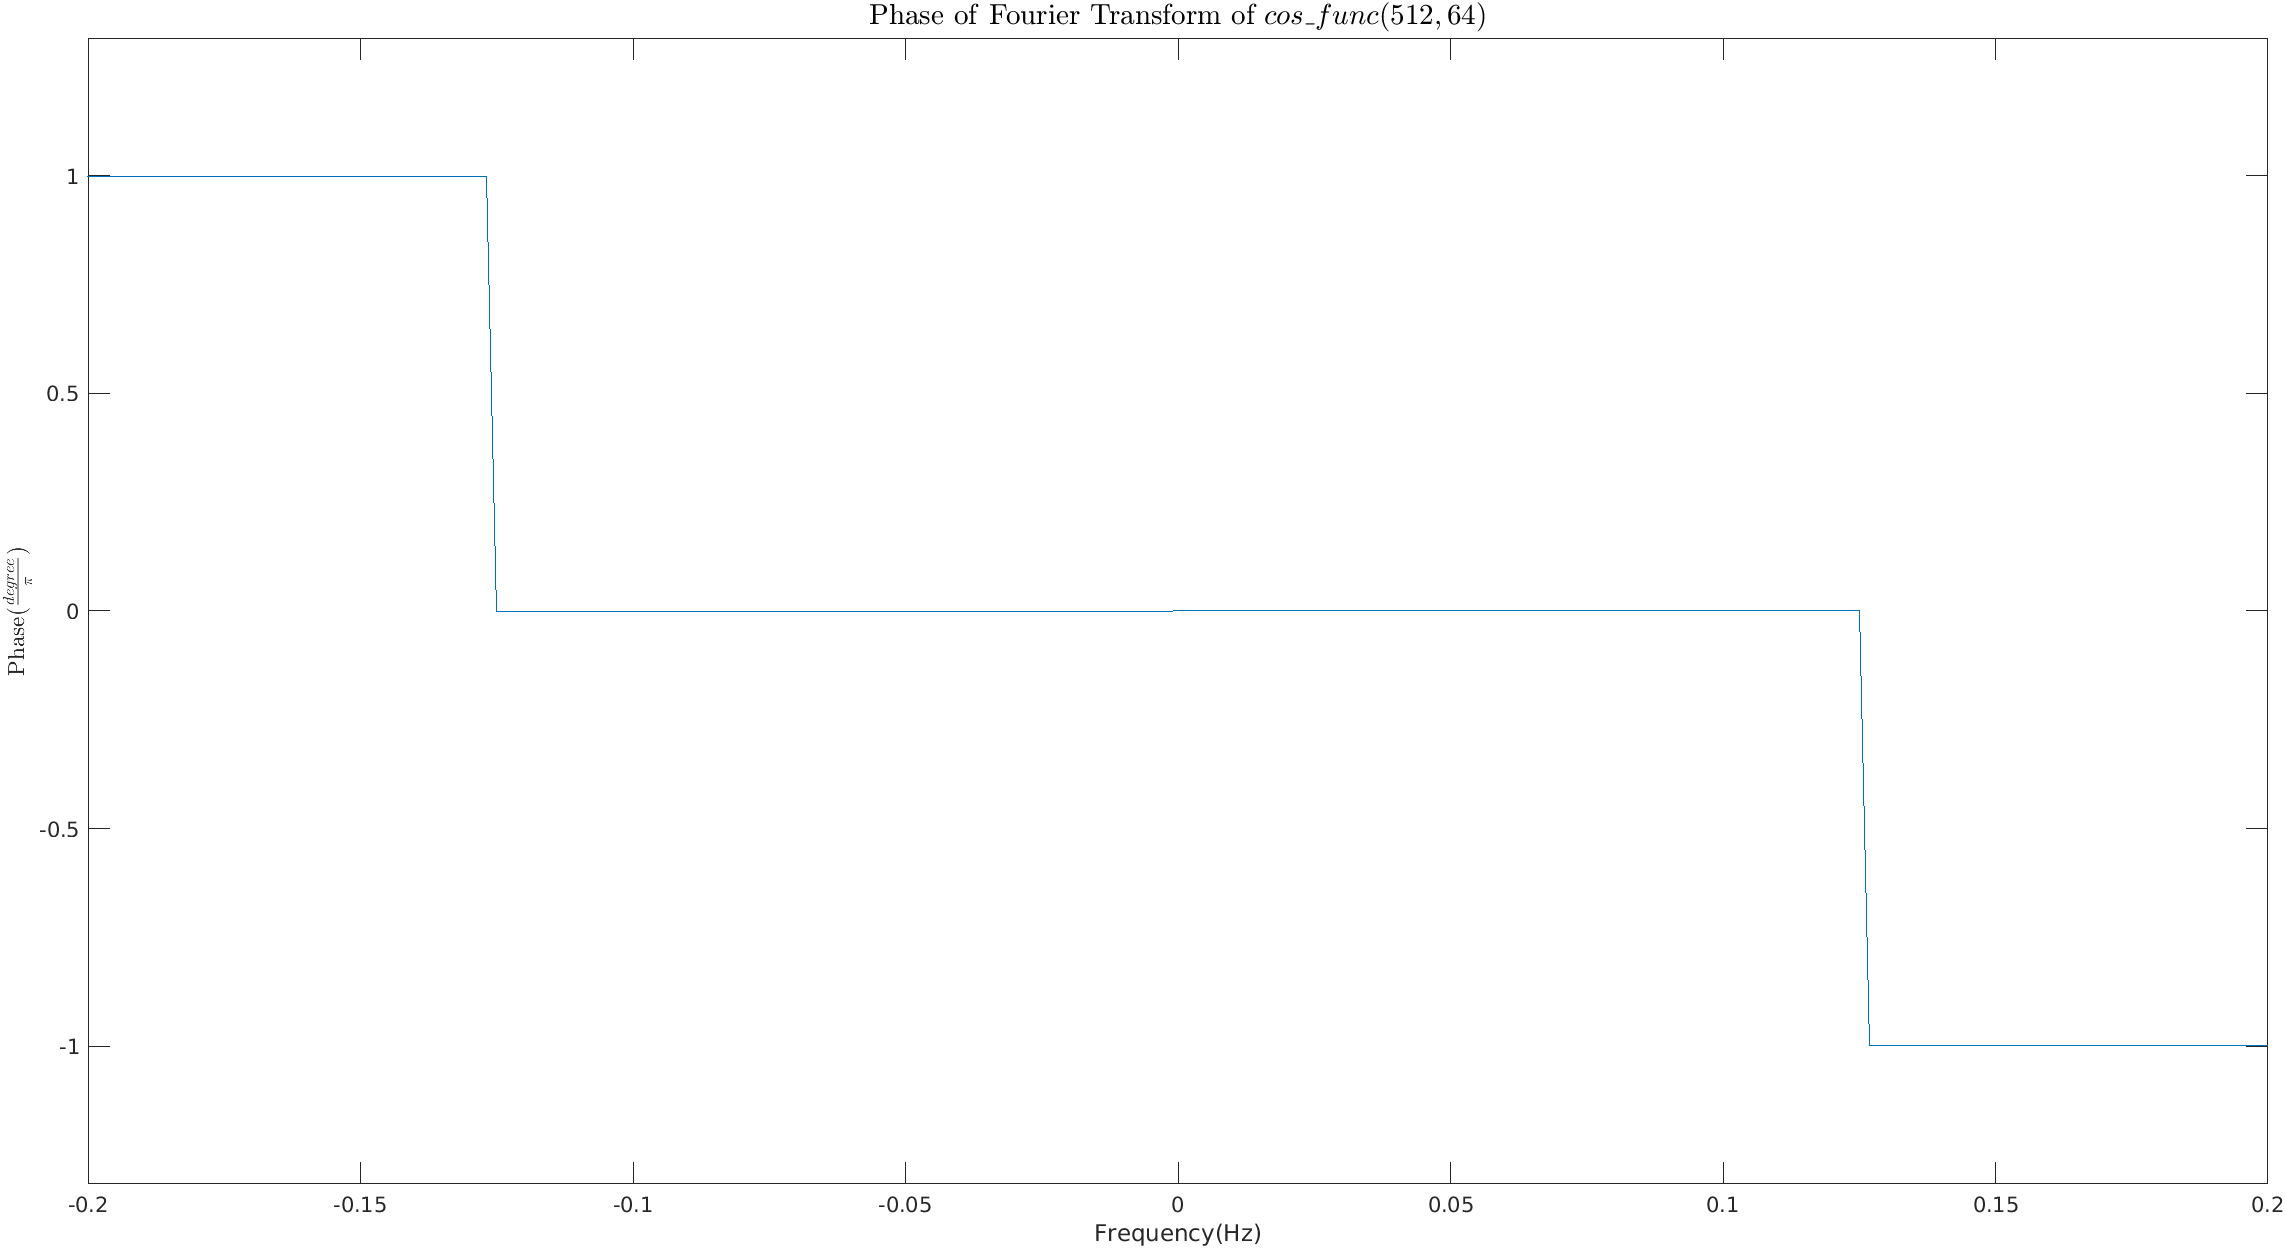 Phase of Fourier Transform of cos_func(512, 64)
1
0.5
0
-0.5
-1
Phase(degree/π)
-0.2 -0.15 -0.1 -0.05 0 0.05 0.1 0.15 0.2
Frequency(Hz)